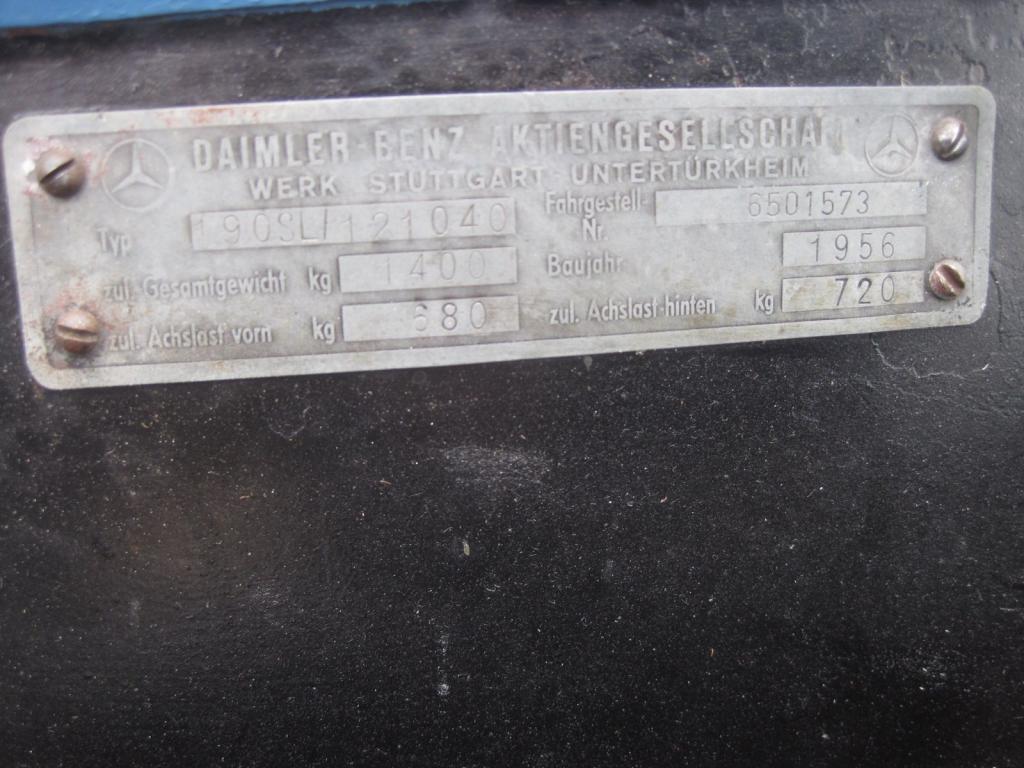 DAIMLER-BENZ AKTIENGESELLSCHAFT
WERK STUTTGART-UNTERTÜRKHEIM
Typ 190SL/121040 Fahrgestell-Nr. 6501573
zul. Gesamtgewicht kg 1400 Baujahr 1956
zul. Achslast vorn kg 680 zul. Achslast hinten kg 720